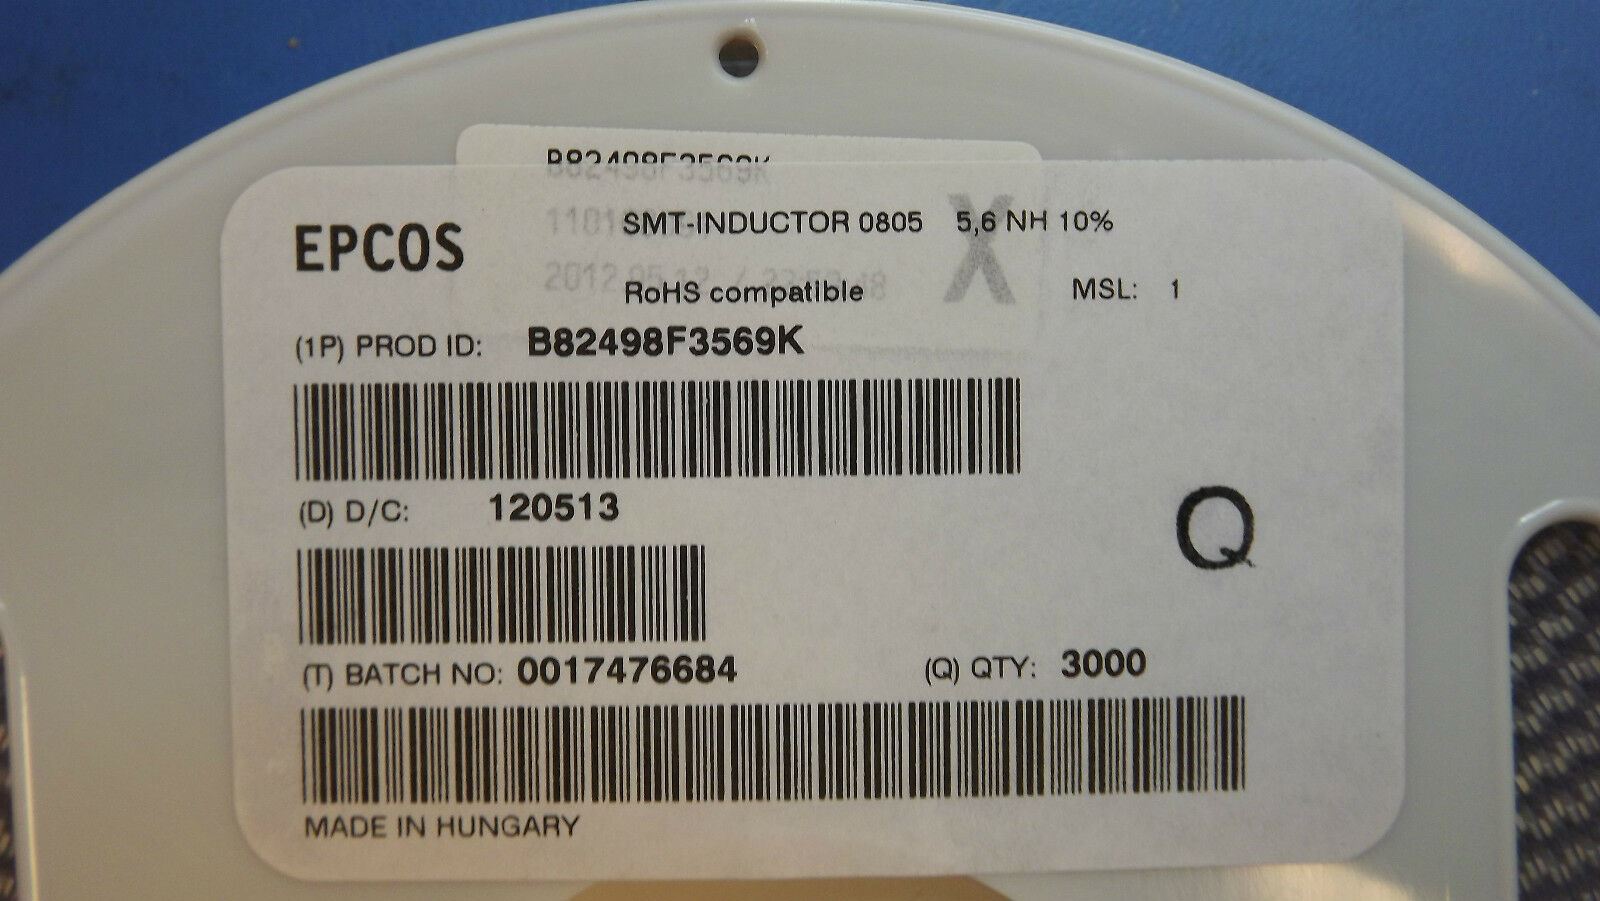 B82498F3569K
EPCOS
SMT-INDUCTOR 0805 5,6 NH 10%
X
RoHS compatible
MSL: 1
(1P) PROD ID: B82498F3569K
(D) D/C: 120513
Q
(T) BATCH NO: 0017476684
(Q) QTY: 3000
MADE IN HUNGARY